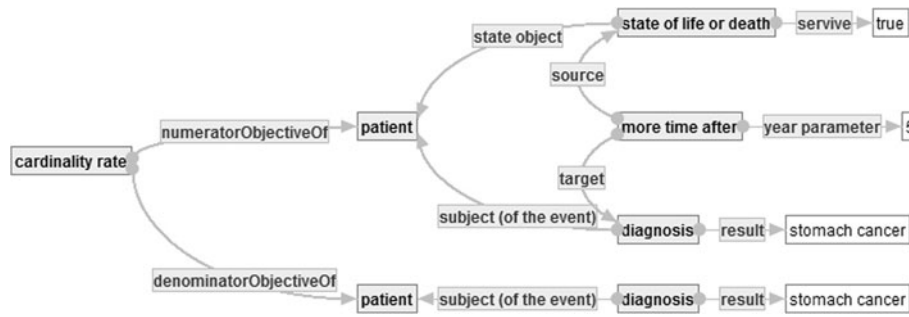 state of life or death
servive
true
state object
source
numeratorObjectiveOf
patient
more time after
year parameter
5
cardinality rate
target
subject (of the event)
diagnosis
result
stomach cancer
denominatorObjectiveOf
patient
subject (of the event)
diagnosis
result
stomach cancer